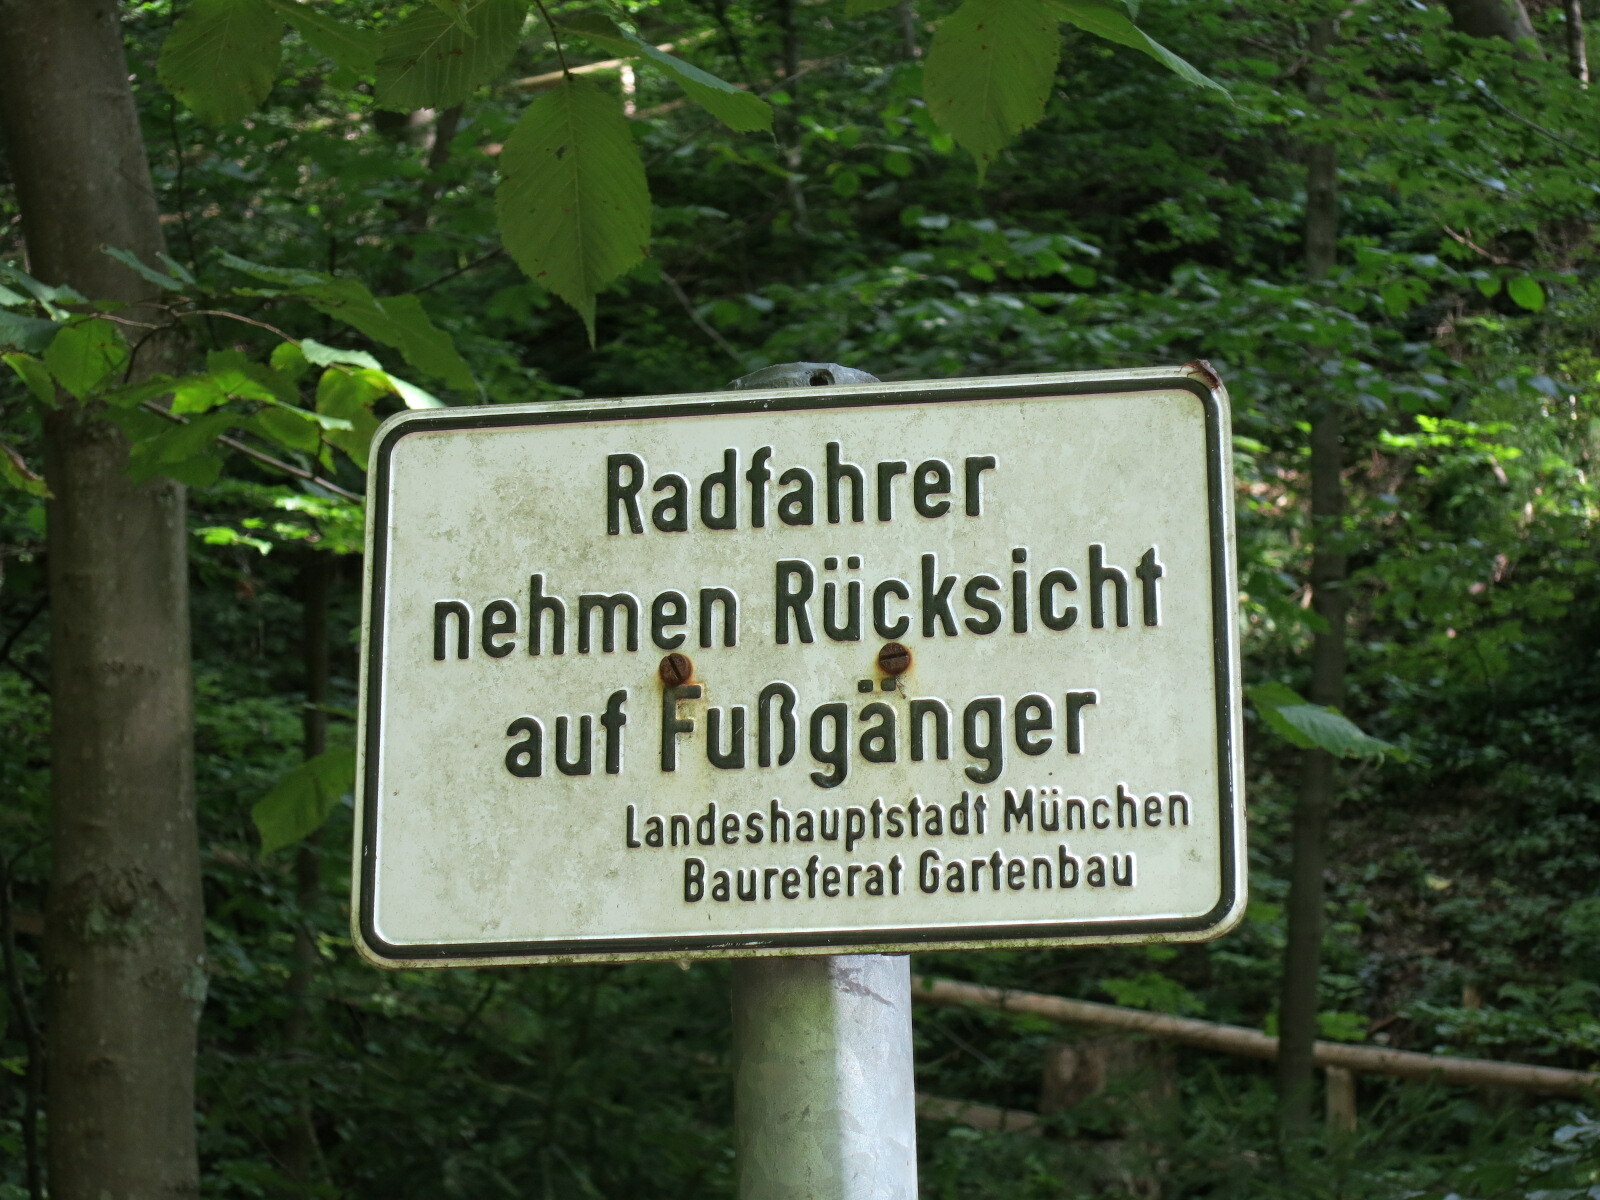 Radfahrer
nehmen Rücksicht
auf Fußgänger
Landeshauptstadt München
Baureferat Gartenbau